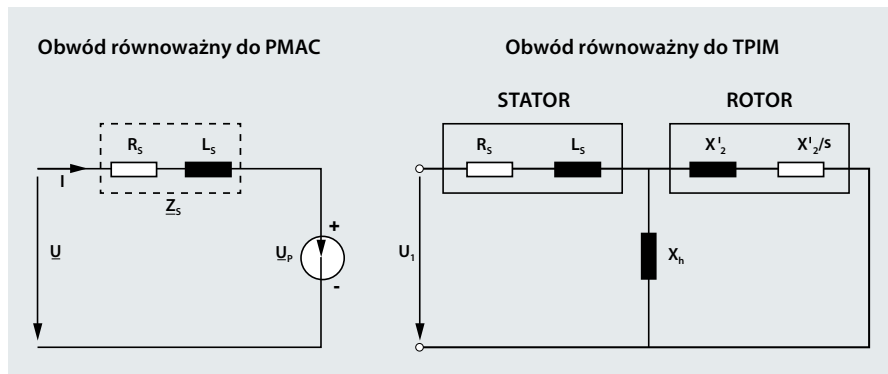 Obwód równoważny do PMAC
R_S L_S
I
Z_S
U
U_P
+
-
Obwód równoważny do TPIM
STATOR
ROTOR
R_S L_S
X'_2 X'_2/s
U_1
X_h